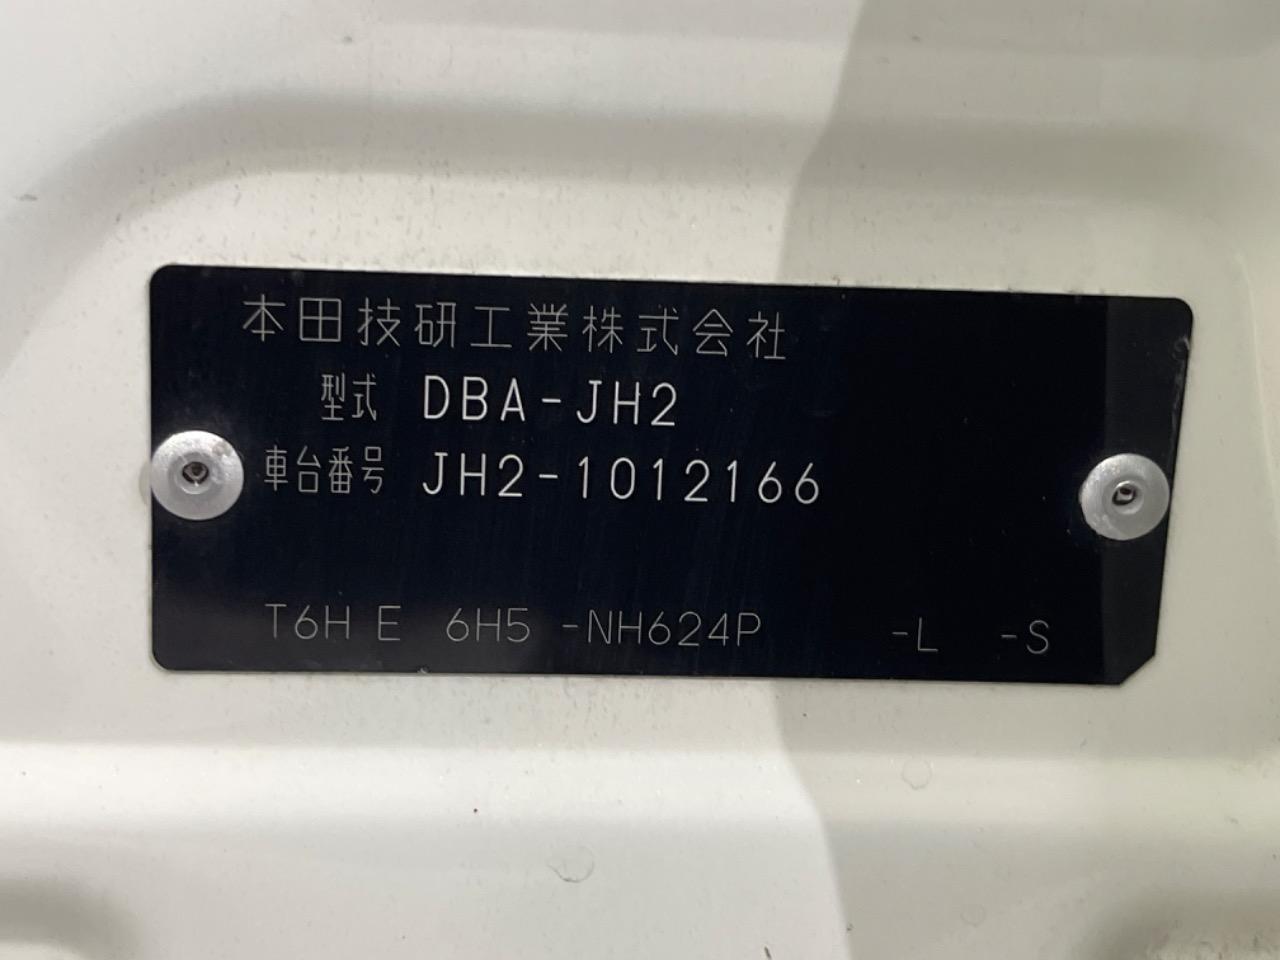 本田技研工業株式会社
型式 DBA-JH2
車台番号 JH2-1012166
T6H E 6H5 -NH624P -L -S